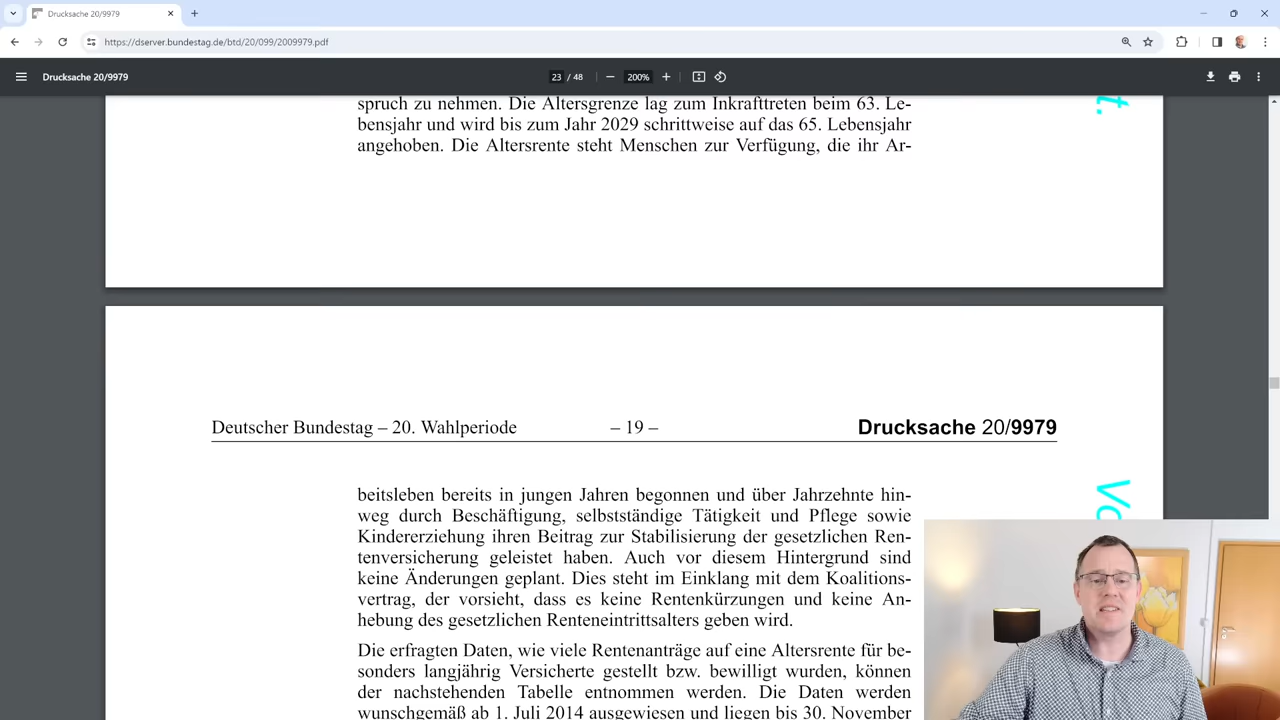 Drucksache 20/9979
https://dserver.bundestag.de/btd/20/099/2009979.pdf
Drucksache 20/9979
23 / 48
200%
spruch zu nehmen. Die Altersgrenze lag zum Inkrafttreten beim 63. Le-
bensjahr und wird bis zum Jahr 2029 schrittweise auf das 65. Lebensjahr
angehoben. Die Altersrente steht Menschen zur Verfügung, die ihr Ar-
t.
Deutscher Bundestag – 20. Wahlperiode – 19 – Drucksache 20/9979
beitsleben bereits in jungen Jahren begonnen und über Jahrzehnte hin-
weg durch Beschäftigung, selbstständige Tätigkeit und Pflege sowie
Kindererziehung ihren Beitrag zur Stabilisierung der gesetzlichen Ren-
tenversicherung geleistet haben. Auch vor diesem Hintergrund sind
keine Änderungen geplant. Dies steht im Einklang mit dem Koalitions-
vertrag, der vorsieht, dass es keine Rentenkürzungen und keine An-
hebung des gesetzlichen Renteneintrittsalters geben wird.
Die erfragten Daten, wie viele Rentenanträge auf eine Altersrente für be-
sonders langjährig Versicherte gestellt bzw. bewilligt wurden, können
der nachstehenden Tabelle entnommen werden. Die Daten werden
wunschgemäß ab 1. Juli 2014 ausgewiesen und liegen bis 30. November